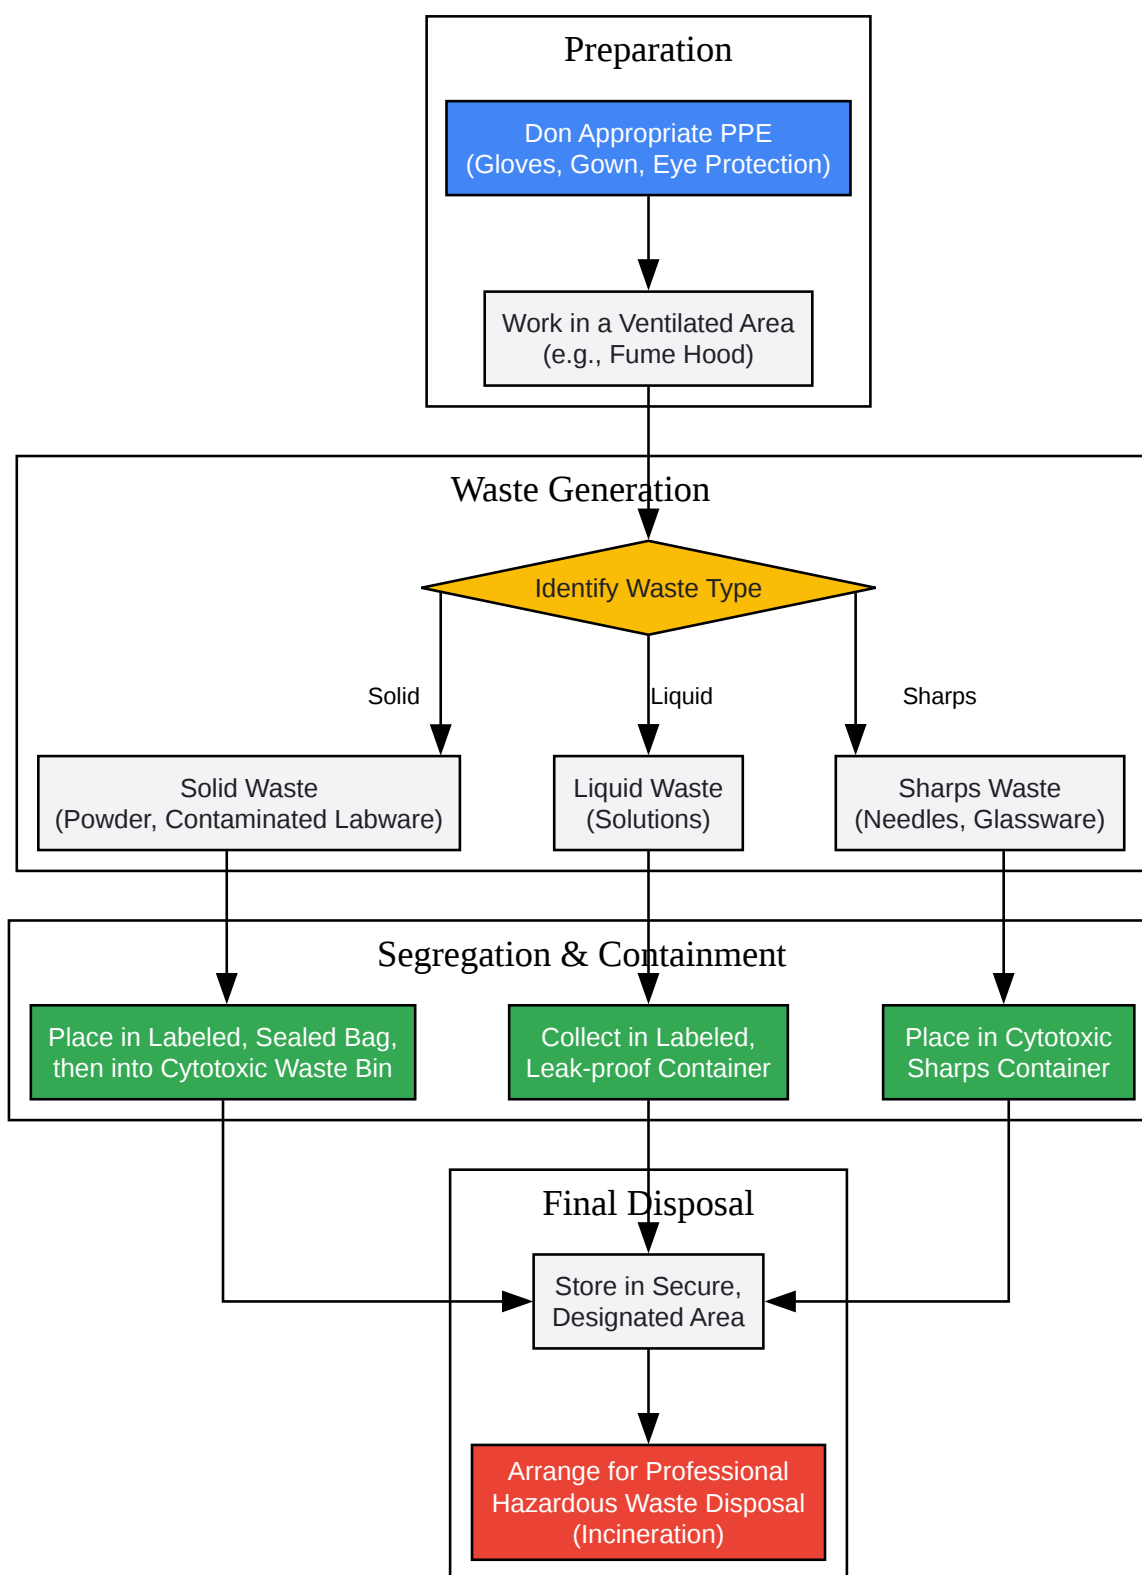 Preparation
Don Appropriate PPE
(Gloves, Gown, Eye Protection)
Work in a Ventilated Area
(e.g., Fume Hood)
Waste Generation
Identify Waste Type
Solid
Liquid
Sharps
Solid Waste
(Powder, Contaminated Labware)
Liquid Waste
(Solutions)
Sharps Waste
(Needles, Glassware)
Segregation & Containment
Place in Labeled, Sealed Bag,
then into Cytotoxic Waste Bin
Collect in Labeled,
Leak-proof Container
Place in Cytotoxic
Sharps Container
Final Disposal
Store in Secure,
Designated Area
Arrange for Professional
Hazardous Waste Disposal
(Incineration)